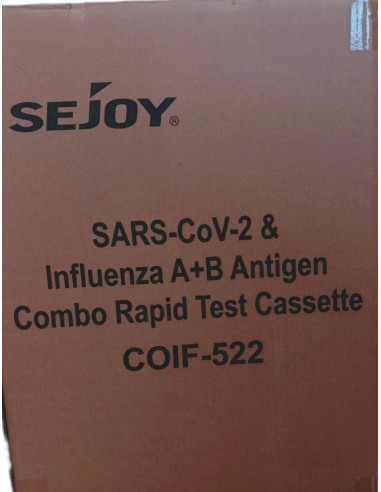 SEJOY®
SARS-CoV-2 &
Influenza A+B Antigen
Combo Rapid Test Cassette
COIF-522